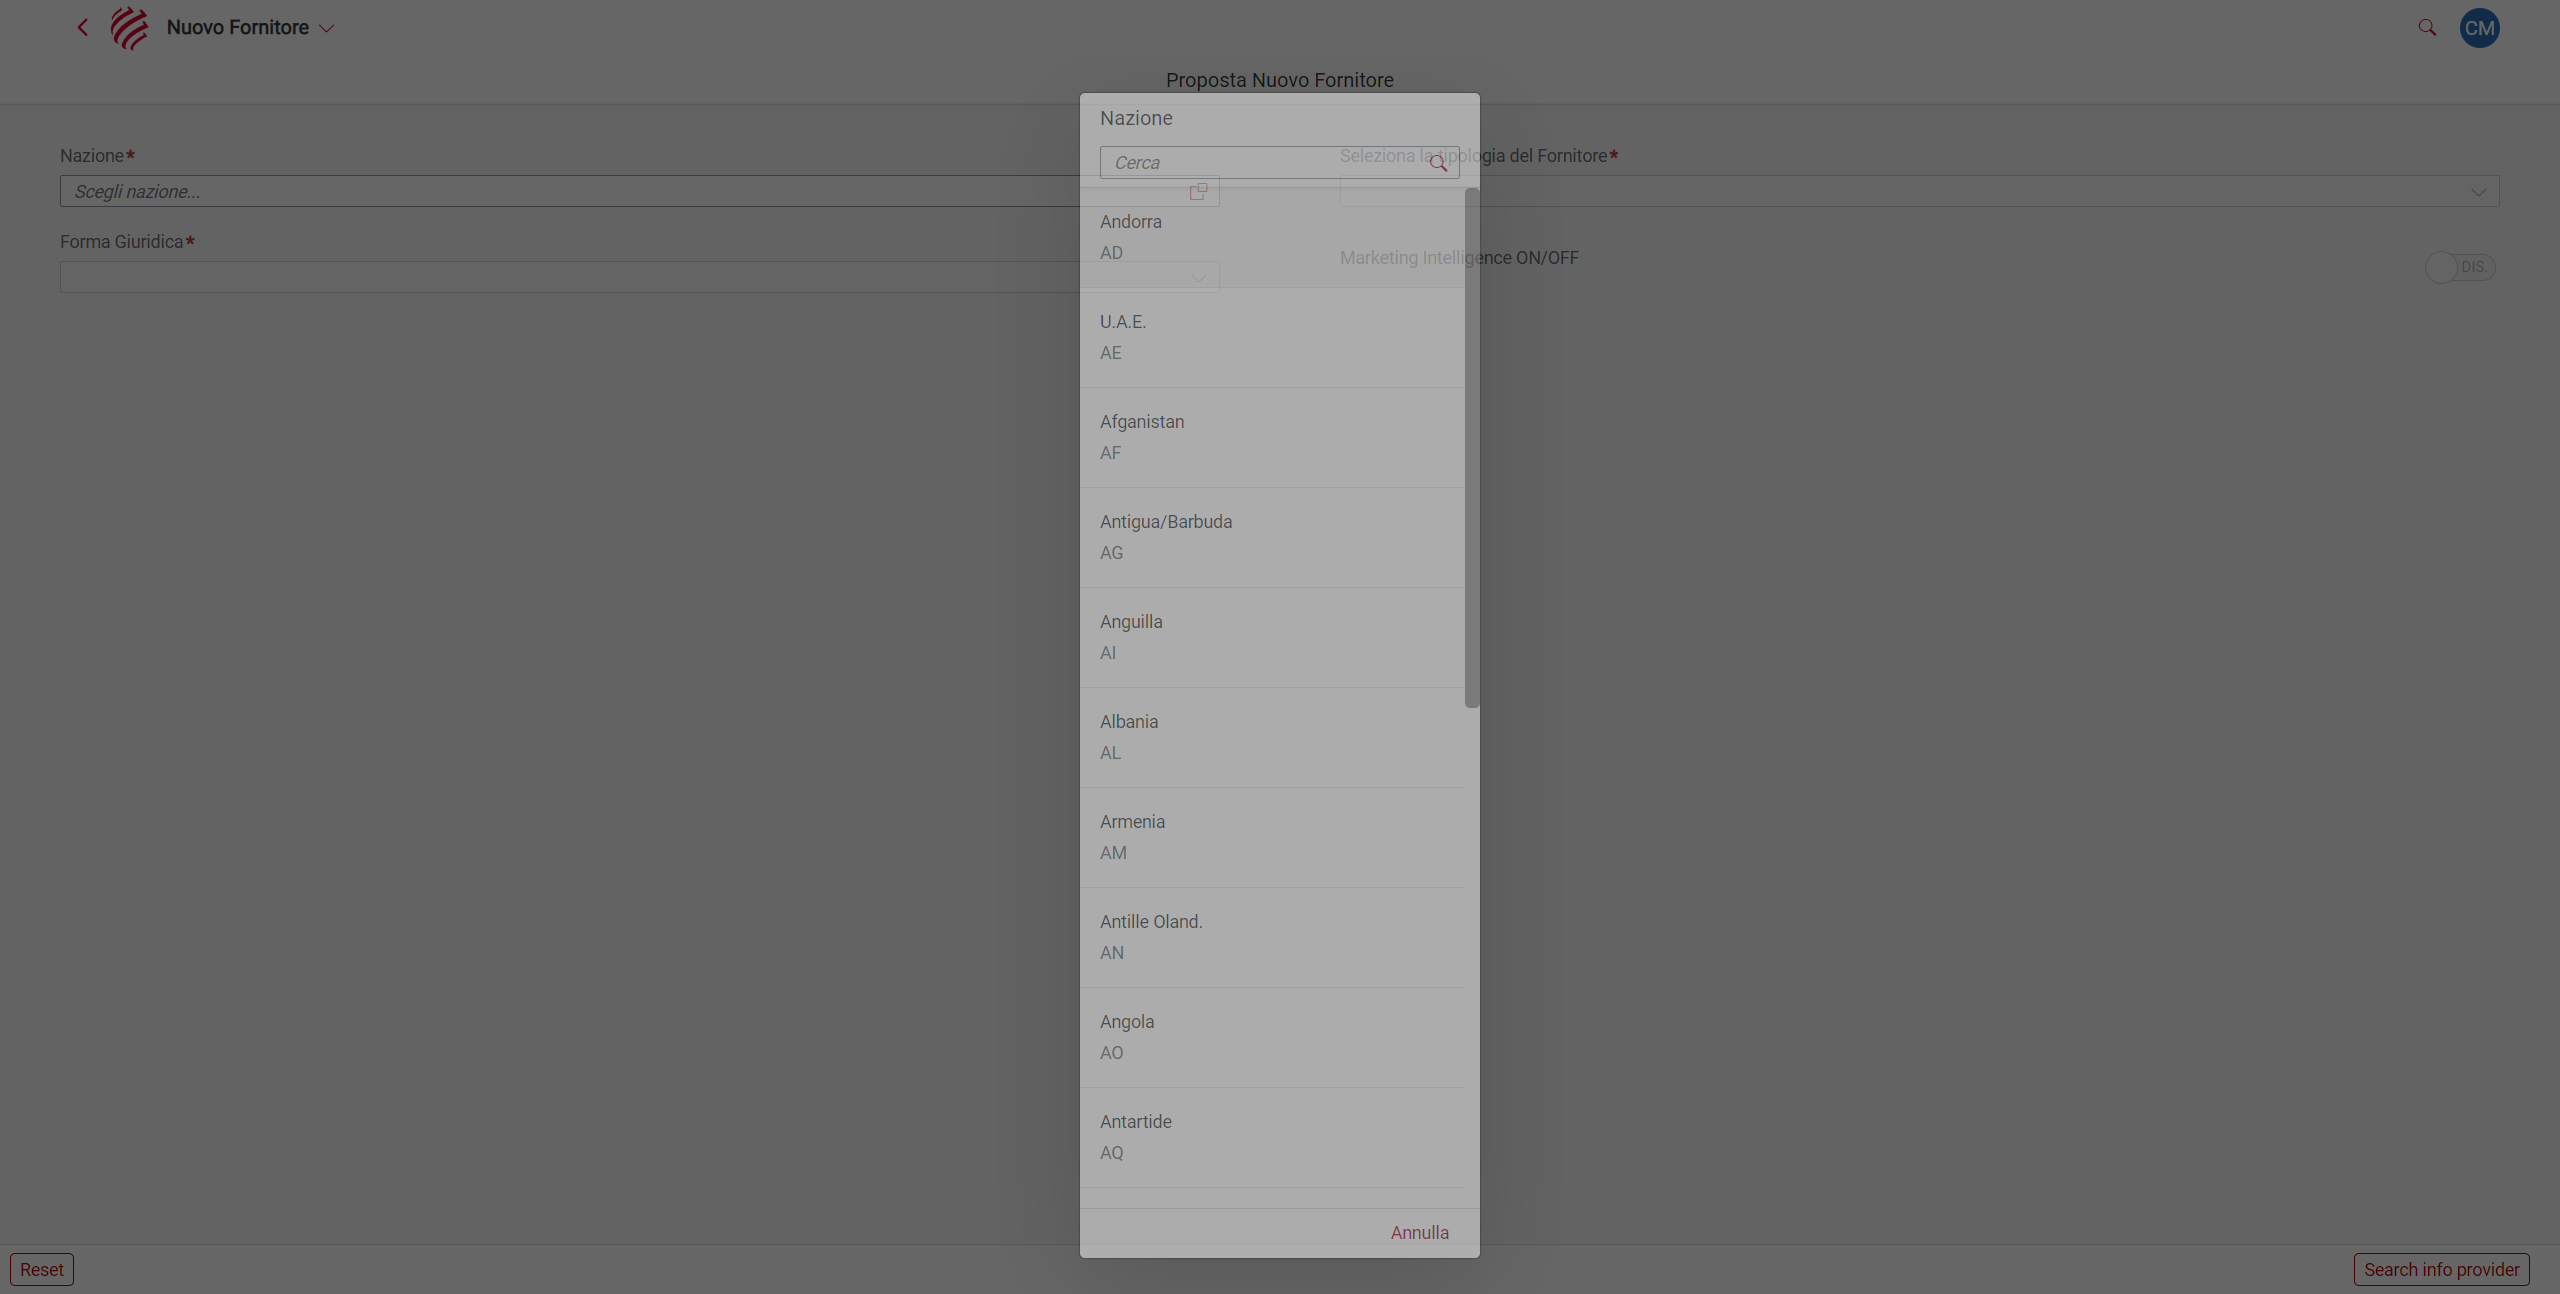 Nuovo Fornitore
CM
Proposta Nuovo Fornitore
Nazione*
Scegli nazione...
Forma Giuridica*
Seleziona la tipologia del Fornitore*
Marketing Intelligence ON/OFF
DIS.
Nazione
Cerca
Andorra
AD
U.A.E.
AE
Afganistan
AF
Antigua/Barbuda
AG
Anguilla
AI
Albania
AL
Armenia
AM
Antille Oland.
AN
Angola
AO
Antartide
AQ
Annulla
Reset
Search info provider